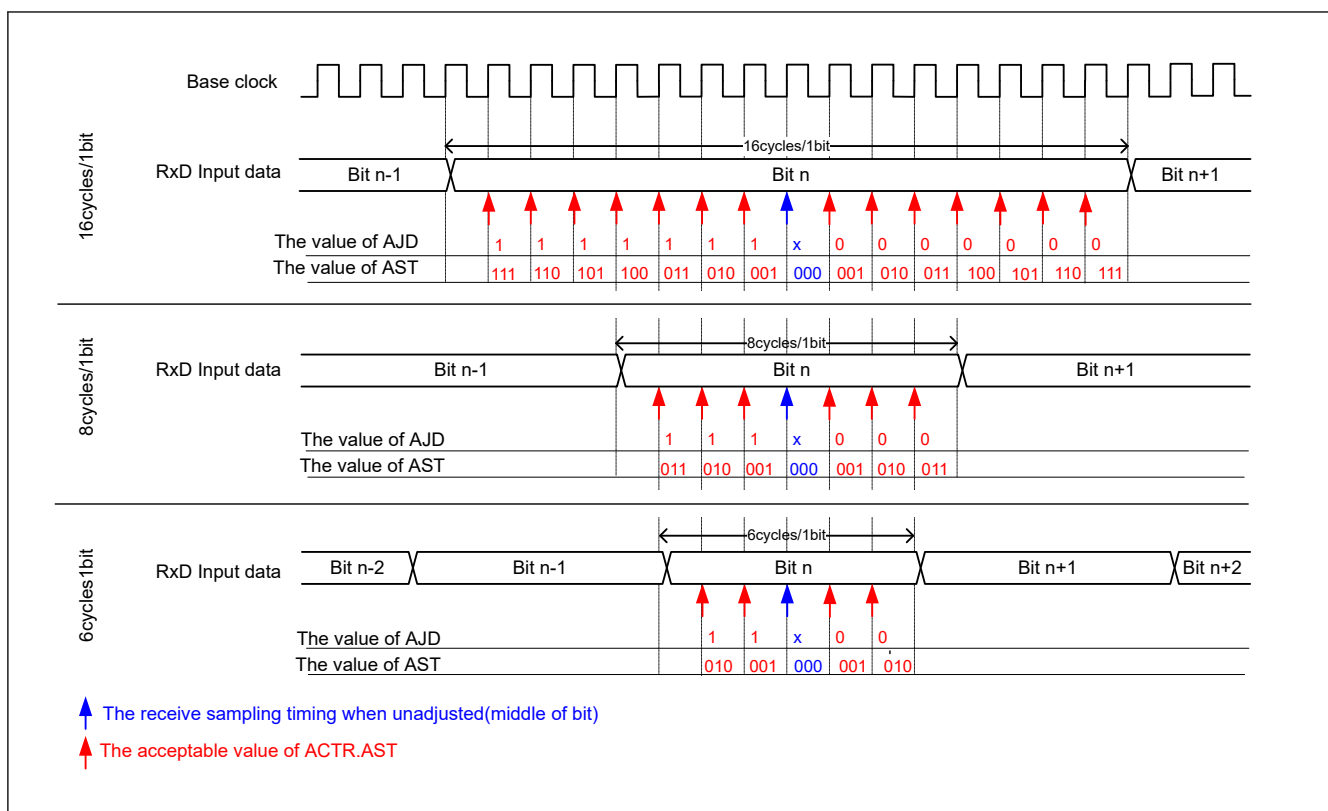 Base clock
16cycles/1bit
16cycles/1bit
RxD Input data
Bit n-1
Bit n
Bit n+1
The value of AJD
1 1 1 1 1 1 1 x 0 0 0 0 0 0 0
The value of AST
111 110 101 100 011 010 001 000 001 010 011 100 101 110 111
8cycles/1bit
8cycles/1bit
RxD Input data
Bit n-1
Bit n
Bit n+1
The value of AJD
1 1 1 x 0 0 0
The value of AST
011 010 001 000 001 010 011
6cycles1bit
6cycles/1bit
RxD Input data
Bit n-2
Bit n-1
Bit n
Bit n+1
Bit n+2
The value of AJD
1 1 x 0 0
The value of AST
010 001 000 001 010
The receive sampling timing when unadjusted(middle of bit)
The acceptable value of ACTR.AST